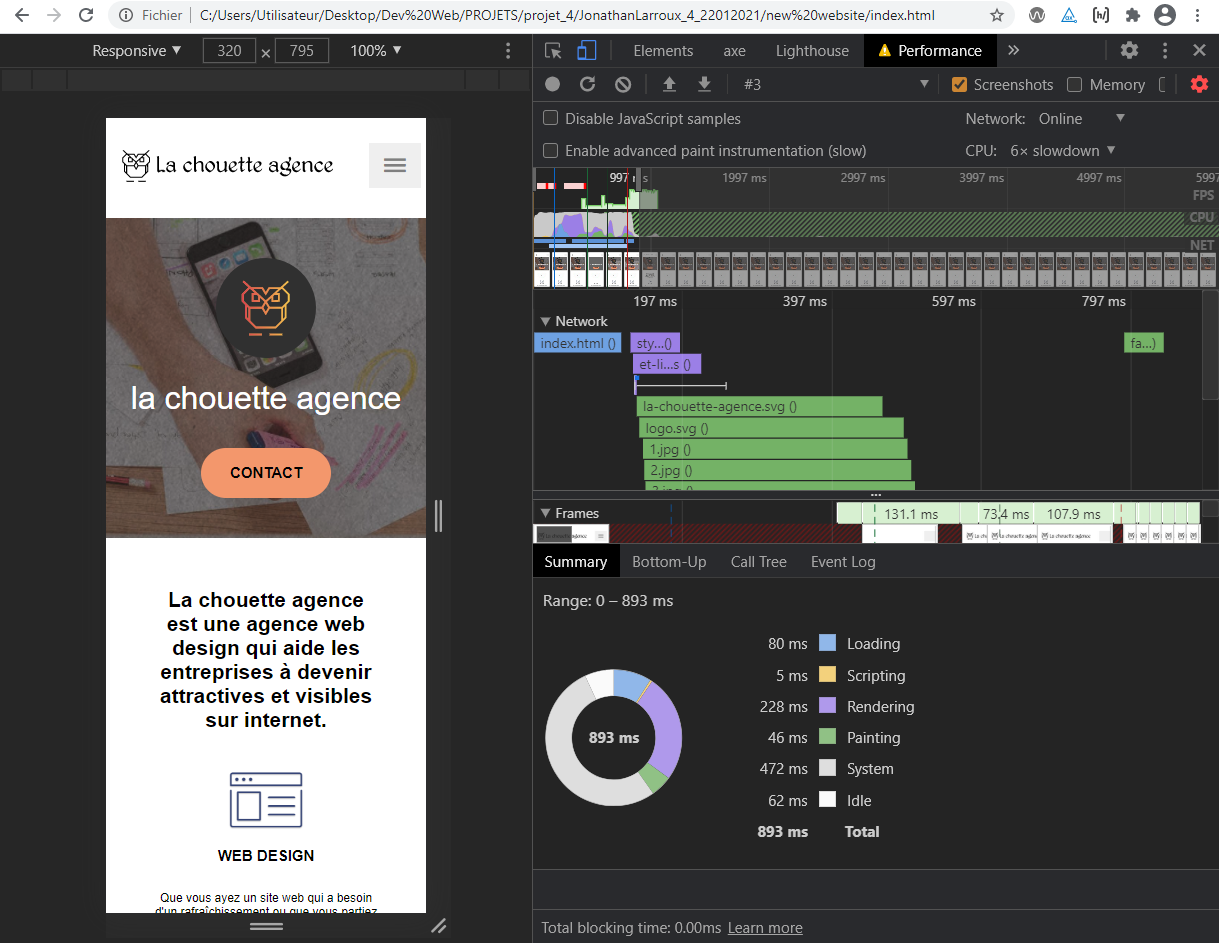 Fichier C:/Users/Utilisateur/Desktop/Dev%20Web/PROJETS/projet_4/JonathanLarroux_4_22012021/new%20website/index.html
Responsive ▼ 320 × 795 100% ▼
Elements axe Lighthouse Performance »
#3 Screenshots Memory
Disable JavaScript samples Network: Online
Enable advanced paint instrumentation (slow) CPU: 6× slowdown
1997 ms 2997 ms 3997 ms 4997 ms 5997
FPS
CPU
NET
197 ms 397 ms 597 ms 797 ms
Network
index.html () sty…() fa…)
et-li…s ()
la-chouette-agence.svg ()
logo.svg ()
1.jpg ()
2.jpg ()
Frames 131.1 ms 73.4 ms 107.9 ms
Summary Bottom-Up Call Tree Event Log
Range: 0 – 893 ms
893 ms
80 ms Loading
5 ms Scripting
228 ms Rendering
46 ms Painting
472 ms System
62 ms Idle
893 ms Total
Total blocking time: 0.00ms Learn more
La chouette agence
la chouette agence
CONTACT
La chouette agence
est une agence web
design qui aide les
entreprises à devenir
attractives et visibles
sur internet.
WEB DESIGN
Que vous ayez un site web qui a besoin
d'un rafraîchissement ou que vous partiez